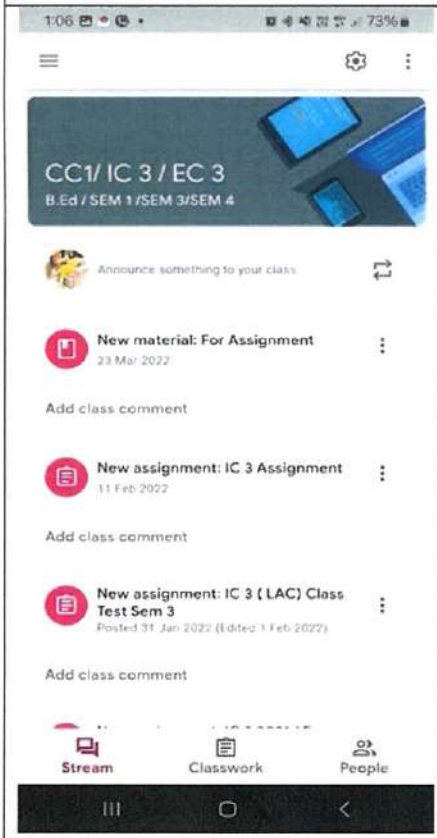 1:06
73%
CC1/ IC 3 / EC 3
B.Ed / SEM 1 /SEM 3/SEM 4
Announce something to your class
New material: For Assignment
23 Mar 2022
Add class comment
New assignment: IC 3 Assignment
11 Feb 2022
Add class comment
New assignment: IC 3 ( LAC) Class
Test Sem 3
Posted 31 Jan 2022 (Edited 1 Feb 2022)
Add class comment
Stream
Classwork
People